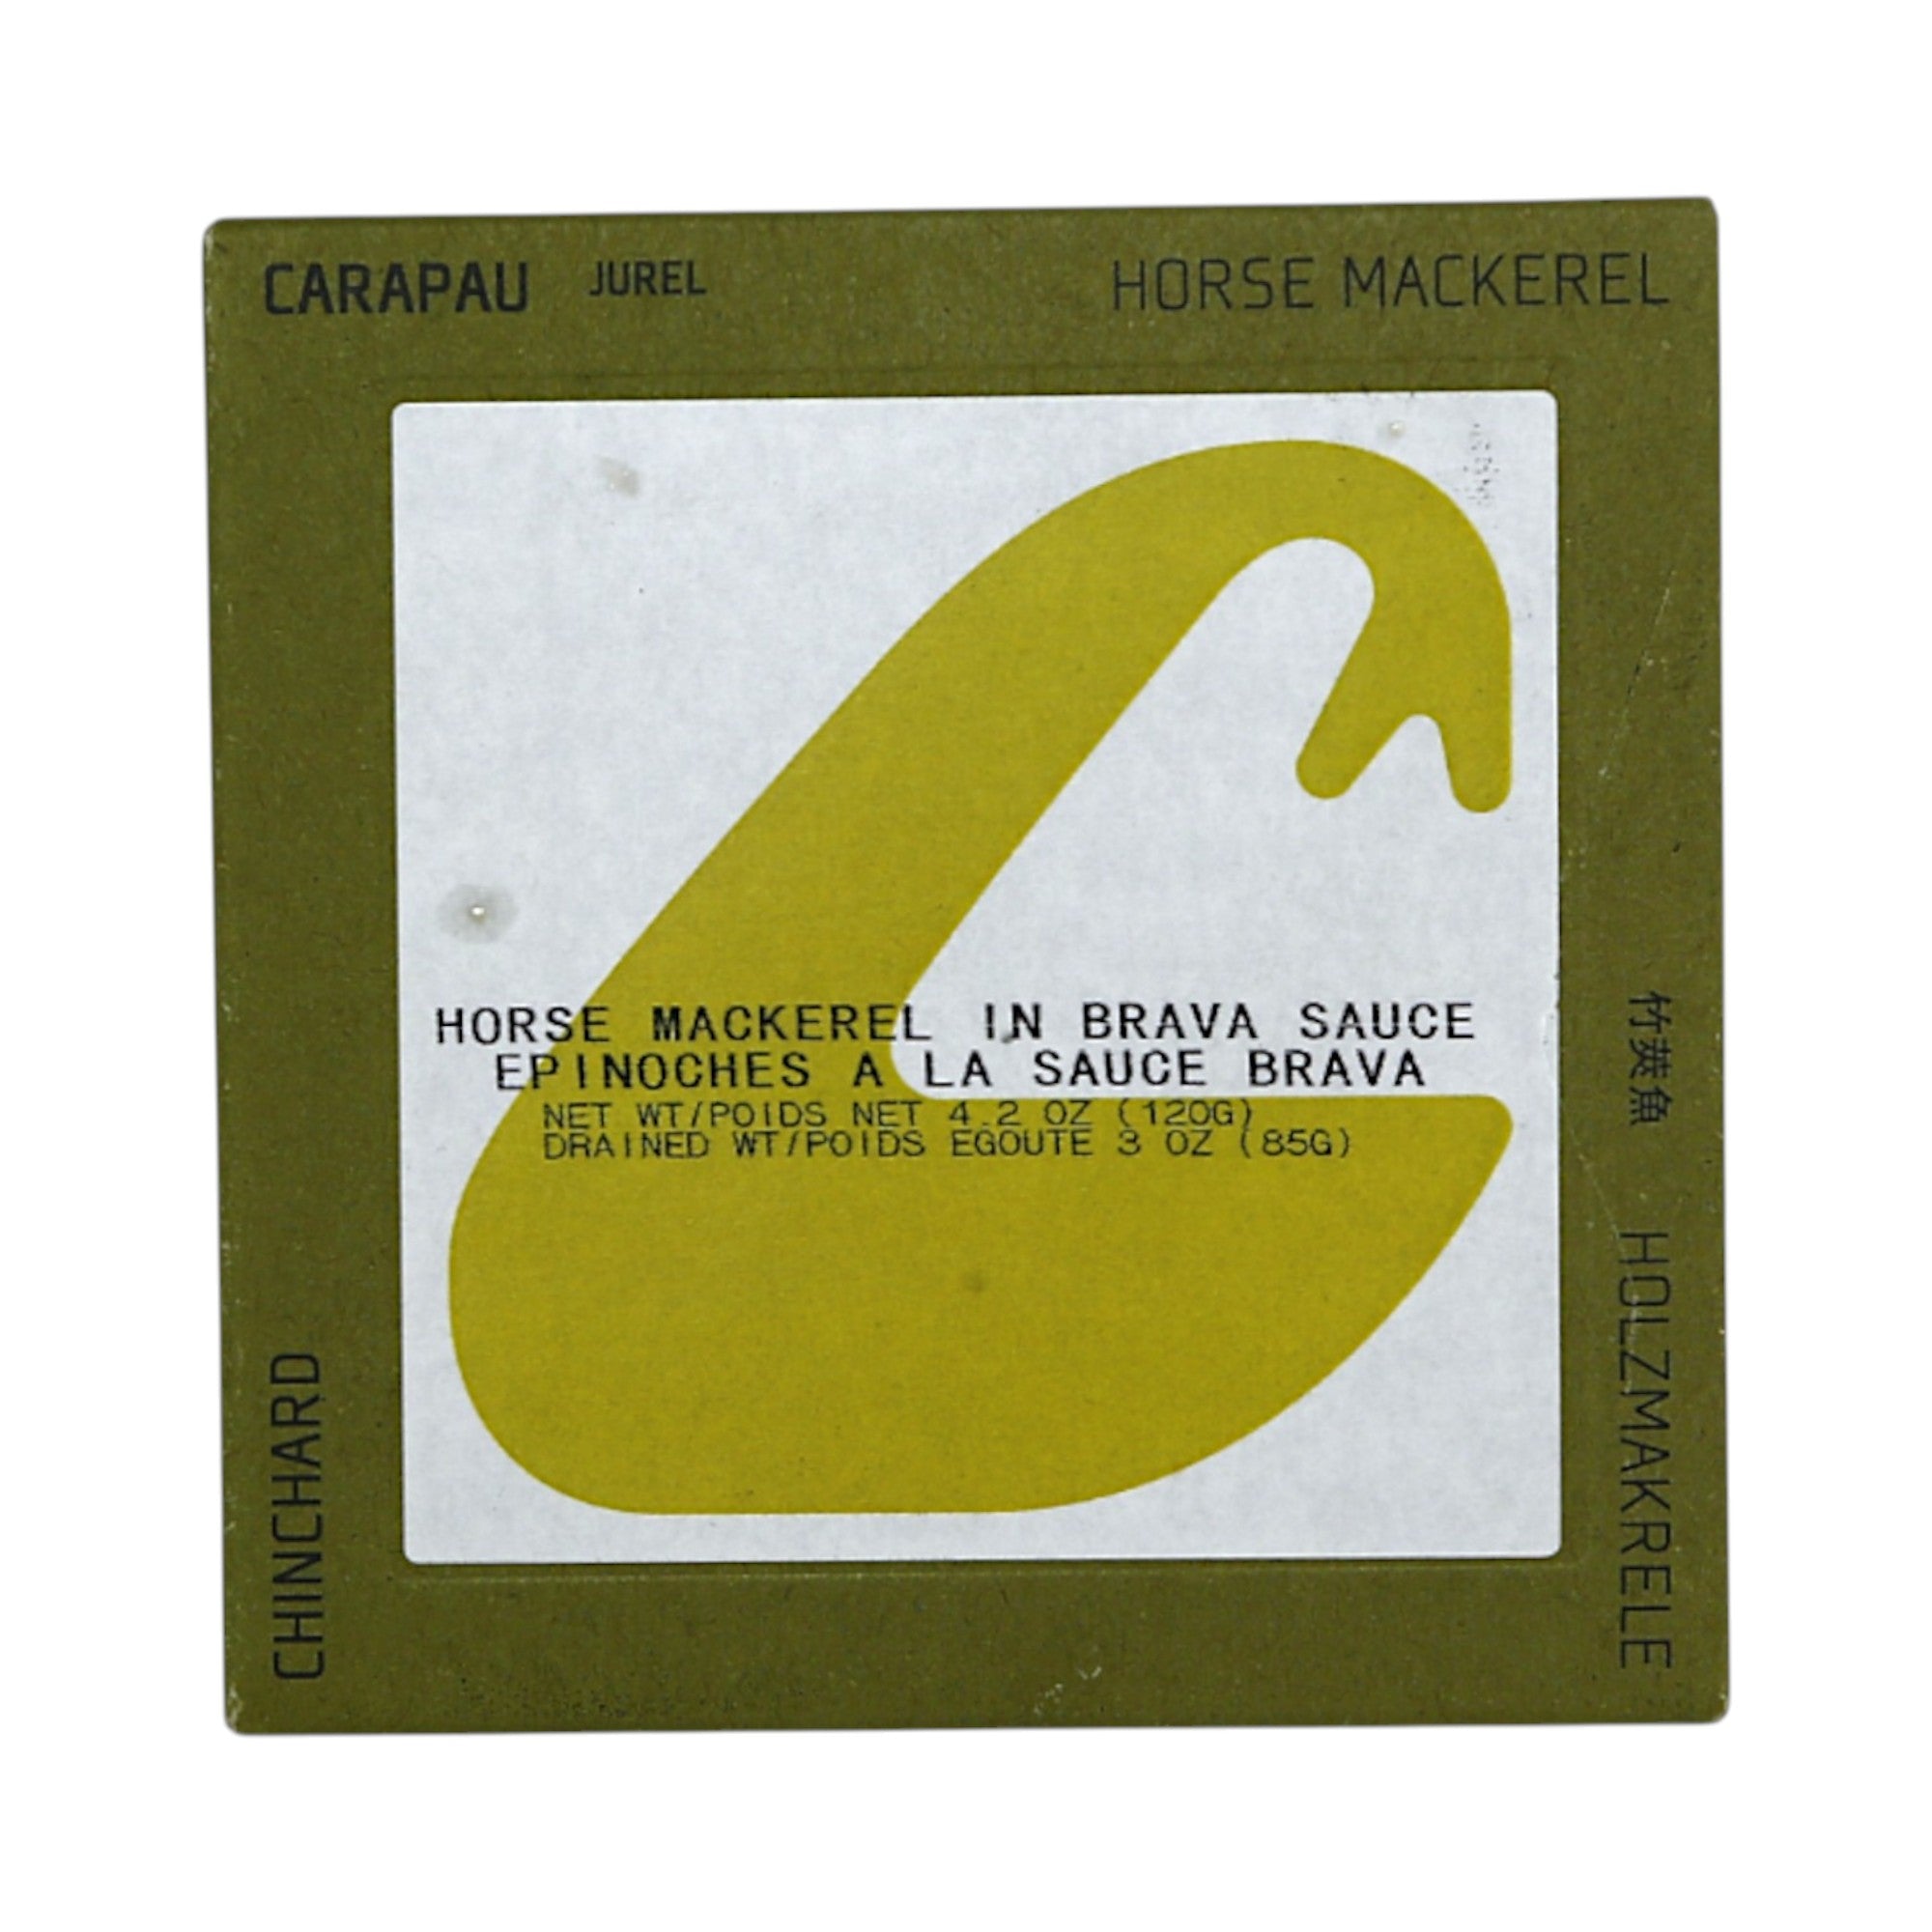 CARAPAU JUREL HORSE MACKEREL
HORSE MACKEREL IN BRAVA SAUCE
EPINOCHES A LA SAUCE BRAVA
NET WT/POIDS NET 4.2 OZ (120G)
DRAINED WT/POIDS EGOUTE 3 OZ (85G)
CHINCHARD
竹莢魚 HOLZMAKRELE